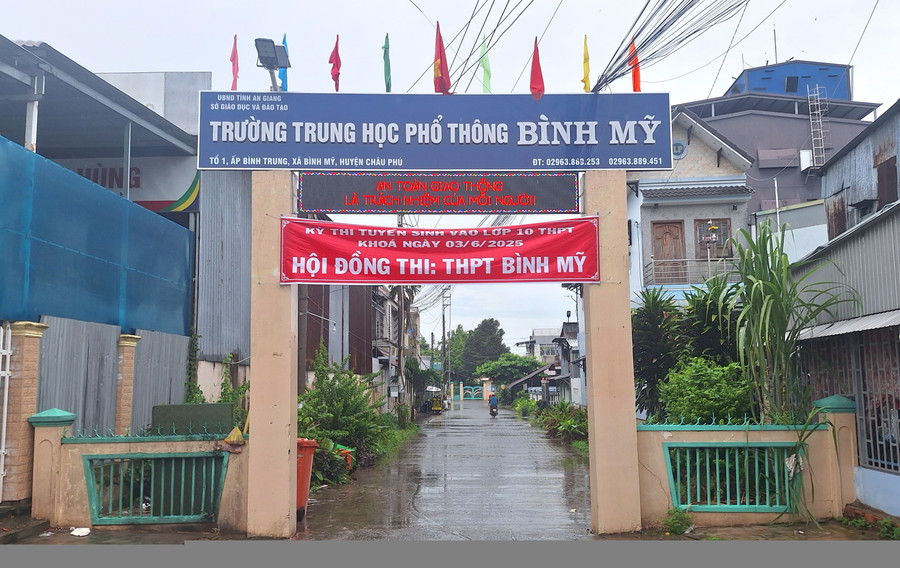 UBND TỈNH AN GIANG
SỞ GIÁO DỤC VÀ ĐÀO TẠO
TRƯỜNG TRUNG HỌC PHỔ THÔNG BÌNH MỸ
TỔ 1, ẤP BÌNH TRUNG, XÃ BÌNH MỸ, HUYỆN CHÂU PHÚ
ĐT: 02963.868.253 02963.889.451
AN TOÀN GIAO THÔNG
LÀ TRÁCH NHIỆM CỦA MỌI NGƯỜI!
KỲ THI TUYỂN SINH VÀO LỚP 10 THPT
KHOÁ NGÀY 03/6/2025
HỘI ĐỒNG THI: THPT BÌNH MỸ